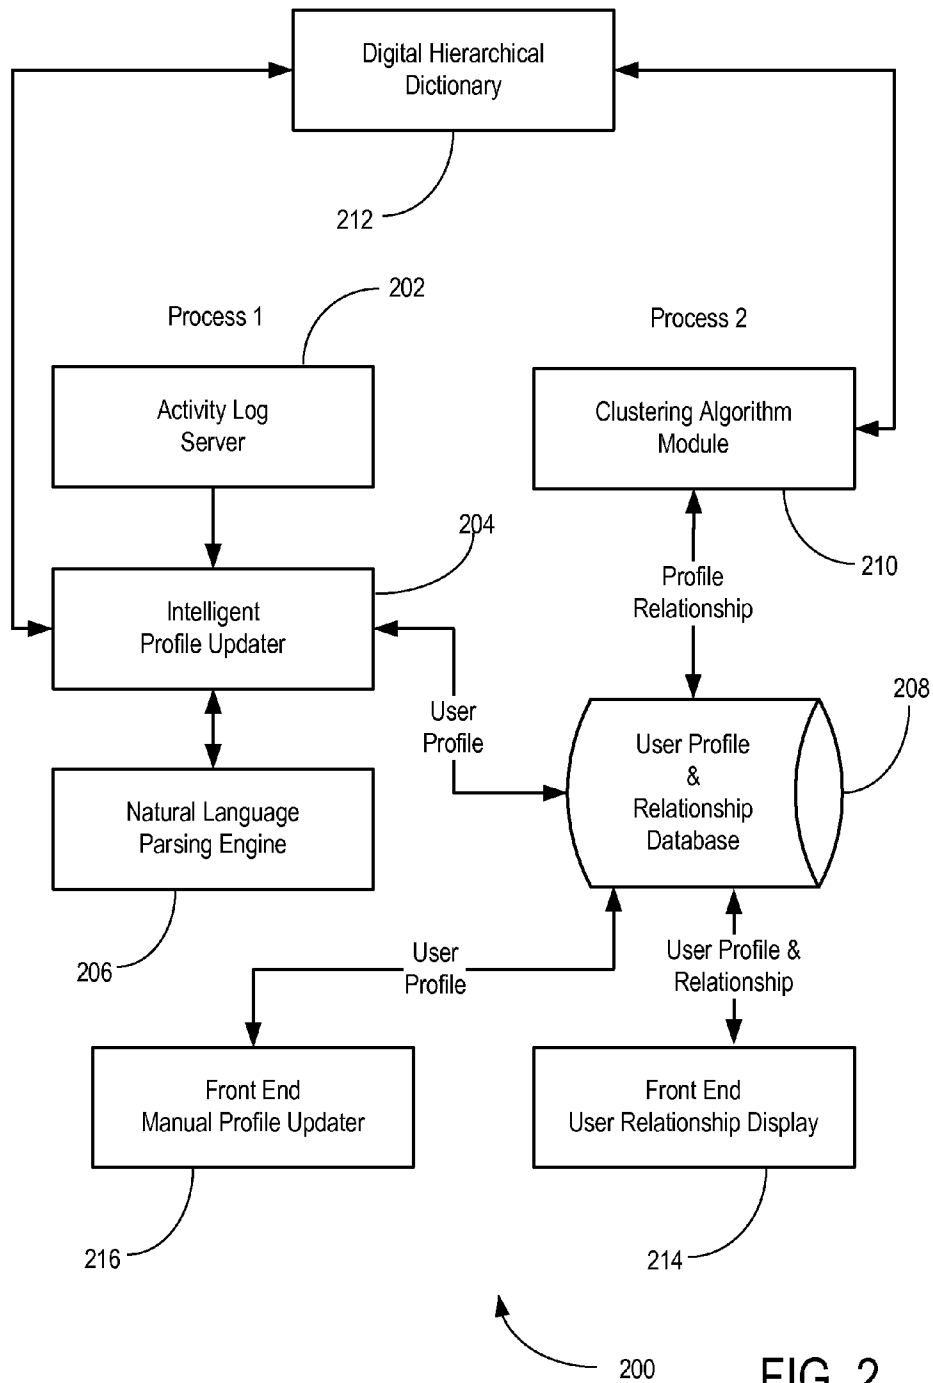 Digital Hierarchical
Dictionary
212
202
Process 1
Process 2
Activity Log
Server
Clustering Algorithm
Module
204
210
Profile
Relationship
Intelligent
Profile Updater
208
User
Profile
User Profile
&
Relationship
Database
Natural Language
Parsing Engine
206
User
Profile
User Profile &
Relationship
Front End
Manual Profile Updater
Front End
User Relationship Display
216
214
200
FIG. 2